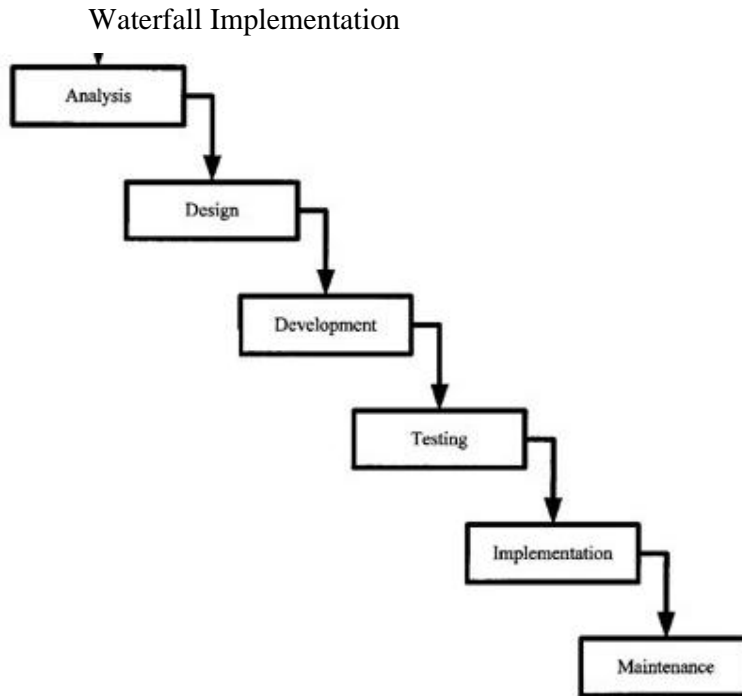 Waterfall Implementation
Analysis
Design
Development
Testing
Implementation
Maintenance